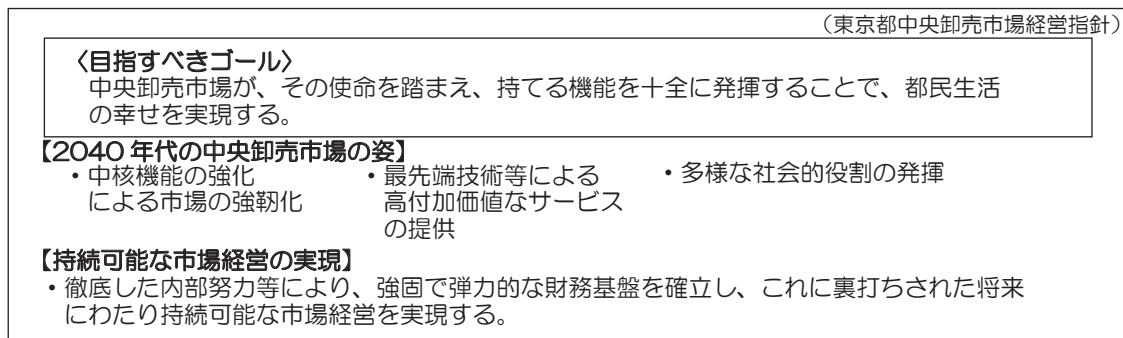 (東京都中央卸売市場経営指針)
〈目指すべきゴール〉
中央卸売市場が、その使命を踏まえ、持てる機能を十全に発揮することで、都民生活
の幸せを実現する。
【2040年代の中央卸売市場の姿】
・中核機能の強化
による市場の強靭化
・最先端技術等による
高付加価値なサービス
の提供
・多様な社会的役割の発揮
【持続可能な市場経営の実現】
・徹底した内部努力等により、強固で弾力的な財務基盤を確立し、これに裏打ちされた将来
にわたり持続可能な市場経営を実現する。